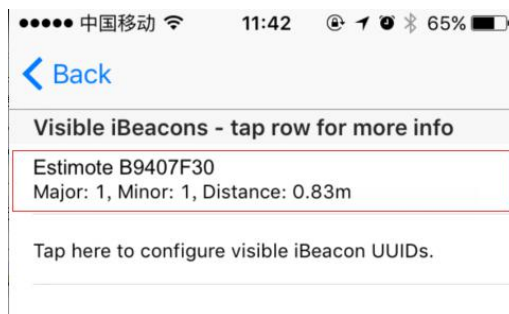 中国移动 11:42 65%
Back
Visible iBeacons - tap row for more info
Estimote B9407F30
Major: 1, Minor: 1, Distance: 0.83m
Tap here to configure visible iBeacon UUIDs.